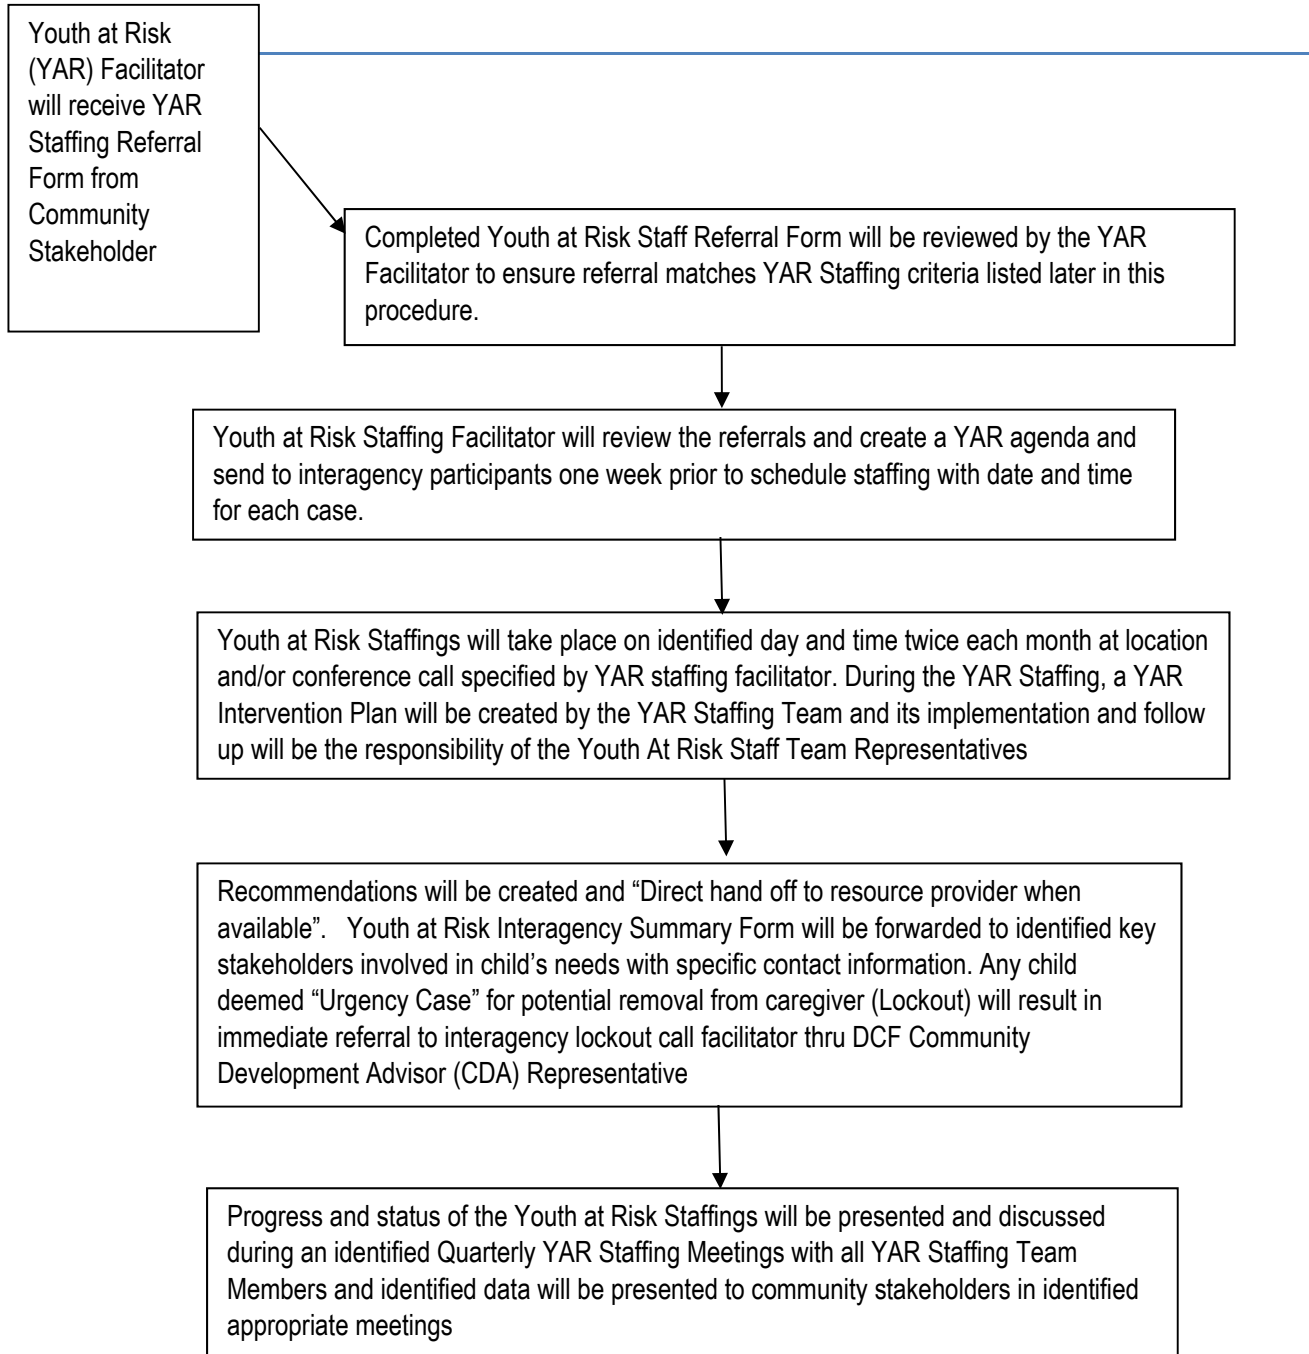 Youth at Risk
(YAR) Facilitator
will receive YAR
Staffing Referral
Form from
Community
Stakeholder
Completed Youth at Risk Staff Referral Form will be reviewed by the YAR
Facilitator to ensure referral matches YAR Staffing criteria listed later in this
procedure.
Youth at Risk Staffing Facilitator will review the referrals and create a YAR agenda and
send to interagency participants one week prior to schedule staffing with date and time
for each case.
Youth at Risk Staffings will take place on identified day and time twice each month at location
and/or conference call specified by YAR staffing facilitator. During the YAR Staffing, a YAR
Intervention Plan will be created by the YAR Staffing Team and its implementation and follow
up will be the responsibility of the Youth At Risk Staff Team Representatives
Recommendations will be created and “Direct hand off to resource provider when
available”.   Youth at Risk Interagency Summary Form will be forwarded to identified key
stakeholders involved in child’s needs with specific contact information. Any child
deemed “Urgency Case” for potential removal from caregiver (Lockout) will result in
immediate referral to interagency lockout call facilitator thru DCF Community
Development Advisor (CDA) Representative
Progress and status of the Youth at Risk Staffings will be presented and discussed
during an identified Quarterly YAR Staffing Meetings with all YAR Staffing Team
Members and identified data will be presented to community stakeholders in identified
appropriate meetings